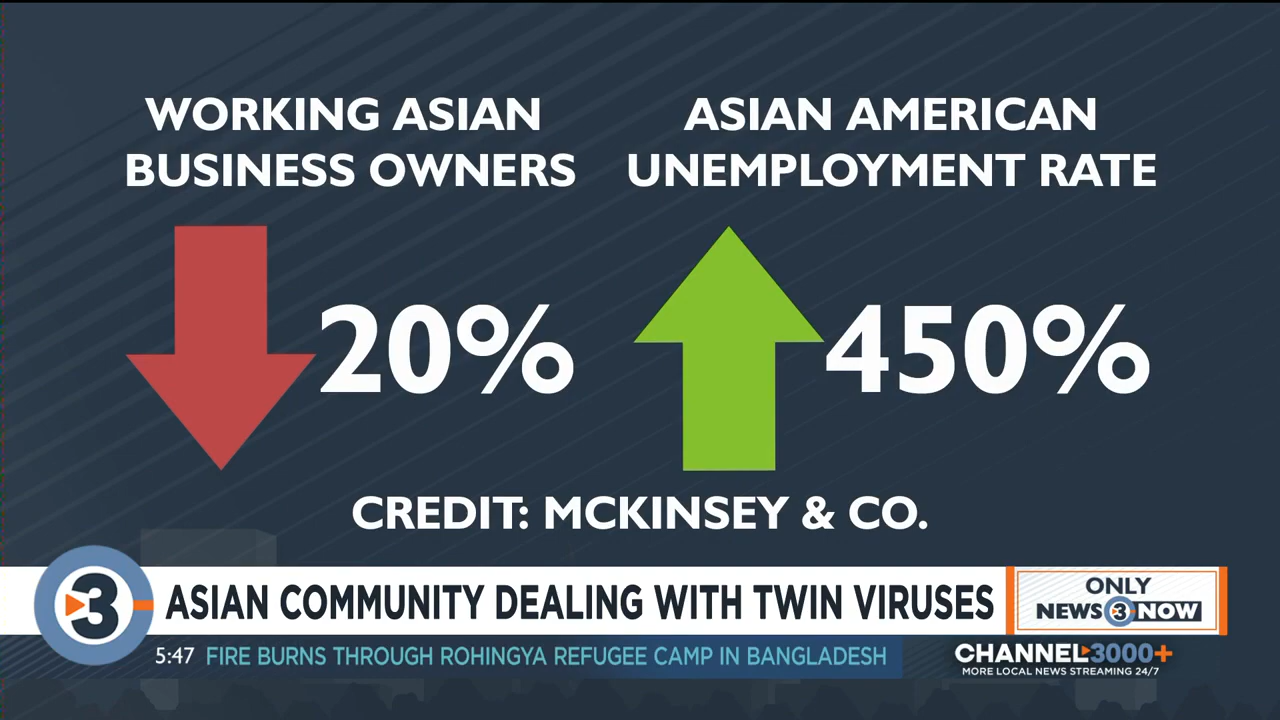 WORKING ASIAN
BUSINESS OWNERS
20%
ASIAN AMERICAN
UNEMPLOYMENT RATE
450%
CREDIT: MCKINSEY & CO.
3
ASIAN COMMUNITY DEALING WITH TWIN VIRUSES
ONLY
NEWS 3 NOW
5:47 FIRE BURNS THROUGH ROHINGYA REFUGEE CAMP IN BANGLADESH
CHANNEL3000+
MORE LOCAL NEWS STREAMING 24/7